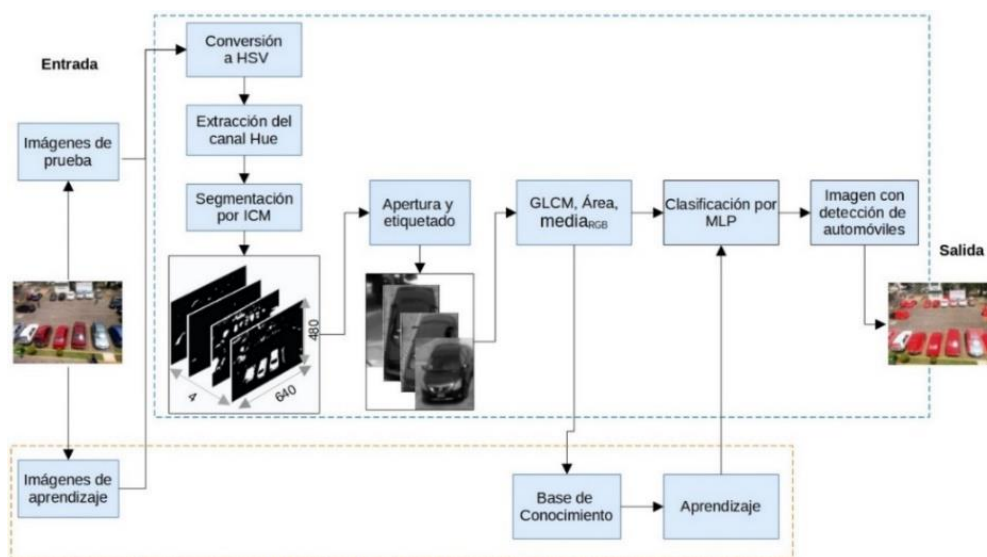 Entrada
Imágenes de
prueba
Conversión
a HSV
Extracción del
canal Hue
Segmentación
por ICM
480
640
4
Apertura y
etiquetado
GLCM, Área,
mediaRGB
Clasificación por
MLP
Imagen con
detección de
automóviles
Salida
Imágenes de
aprendizaje
Base de
Conocimiento
Aprendizaje